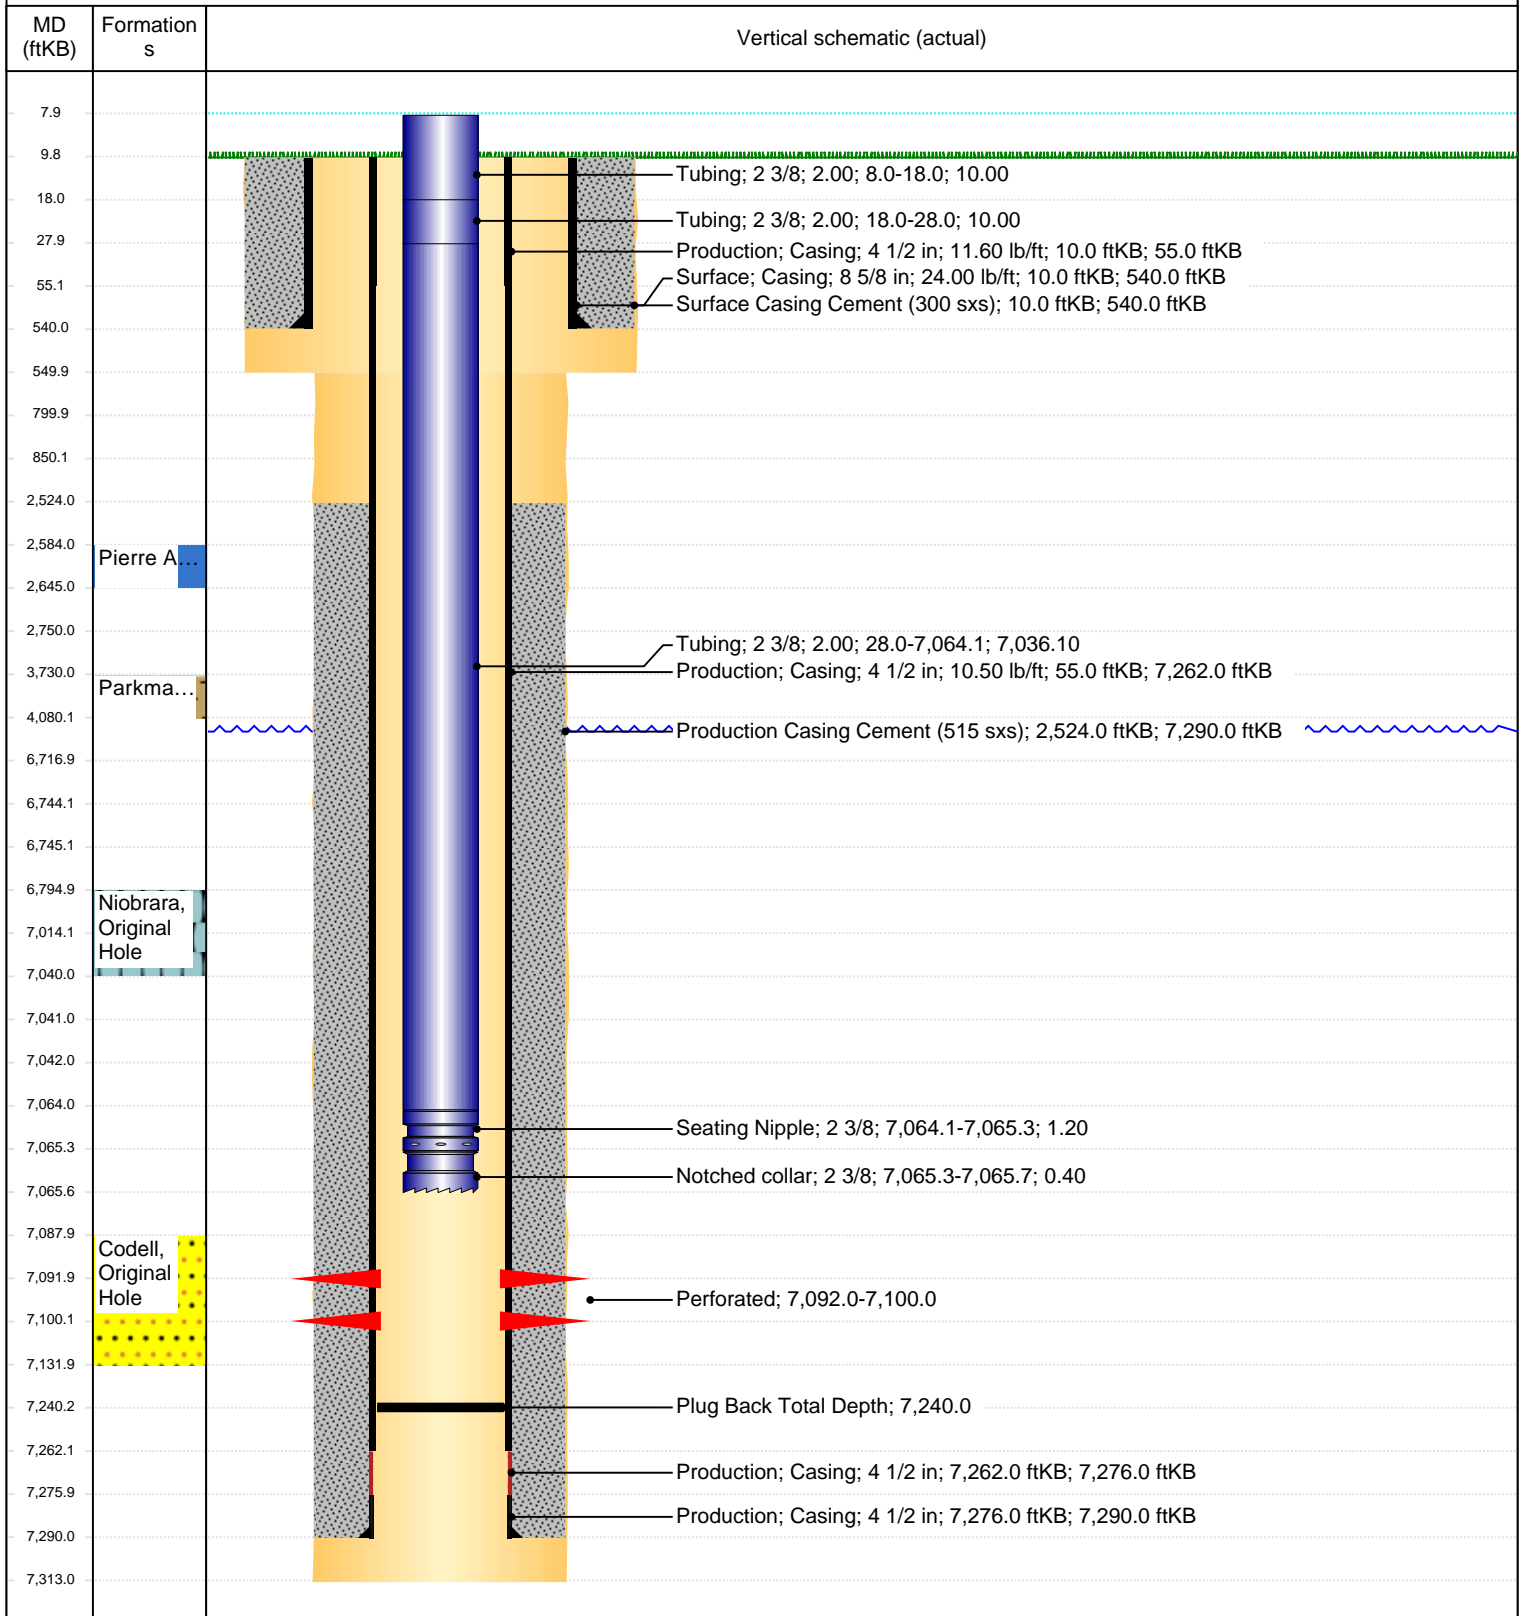 MD
(ftKB)
Formation
s
Vertical schematic (actual)
7.9
9.8
Tubing; 2 3/8; 2.00; 8.0-18.0; 10.00
18.0
Tubing; 2 3/8; 2.00; 18.0-28.0; 10.00
27.9
Production; Casing; 4 1/2 in; 11.60 lb/ft; 10.0 ftKB; 55.0 ftKB
Surface; Casing; 8 5/8 in; 24.00 lb/ft; 10.0 ftKB; 540.0 ftKB
55.1
Surface Casing Cement (300 sxs); 10.0 ftKB; 540.0 ftKB
540.0
549.9
799.9
850.1
2,524.0
2,584.0
Pierre A...
2,645.0
2,750.0
Tubing; 2 3/8; 2.00; 28.0-7,064.1; 7,036.10
3,730.0
Production; Casing; 4 1/2 in; 10.50 lb/ft; 55.0 ftKB; 7,262.0 ftKB
Parkma...
4,080.1
Production Casing Cement (515 sxs); 2,524.0 ftKB; 7,290.0 ftKB
6,716.9
6,744.1
6,745.1
6,794.9
Niobrara,
Original
Hole
7,014.1
7,040.0
7,041.0
7,042.0
7,064.0
Seating Nipple; 2 3/8; 7,064.1-7,065.3; 1.20
7,065.3
Notched collar; 2 3/8; 7,065.3-7,065.7; 0.40
7,065.6
7,087.9
Codell,
Original
Hole
7,091.9
Perforated; 7,092.0-7,100.0
7,100.1
7,131.9
Plug Back Total Depth; 7,240.0
7,240.2
7,262.1
Production; Casing; 4 1/2 in; 7,262.0 ftKB; 7,276.0 ftKB
7,275.9
Production; Casing; 4 1/2 in; 7,276.0 ftKB; 7,290.0 ftKB
7,290.0
7,313.0